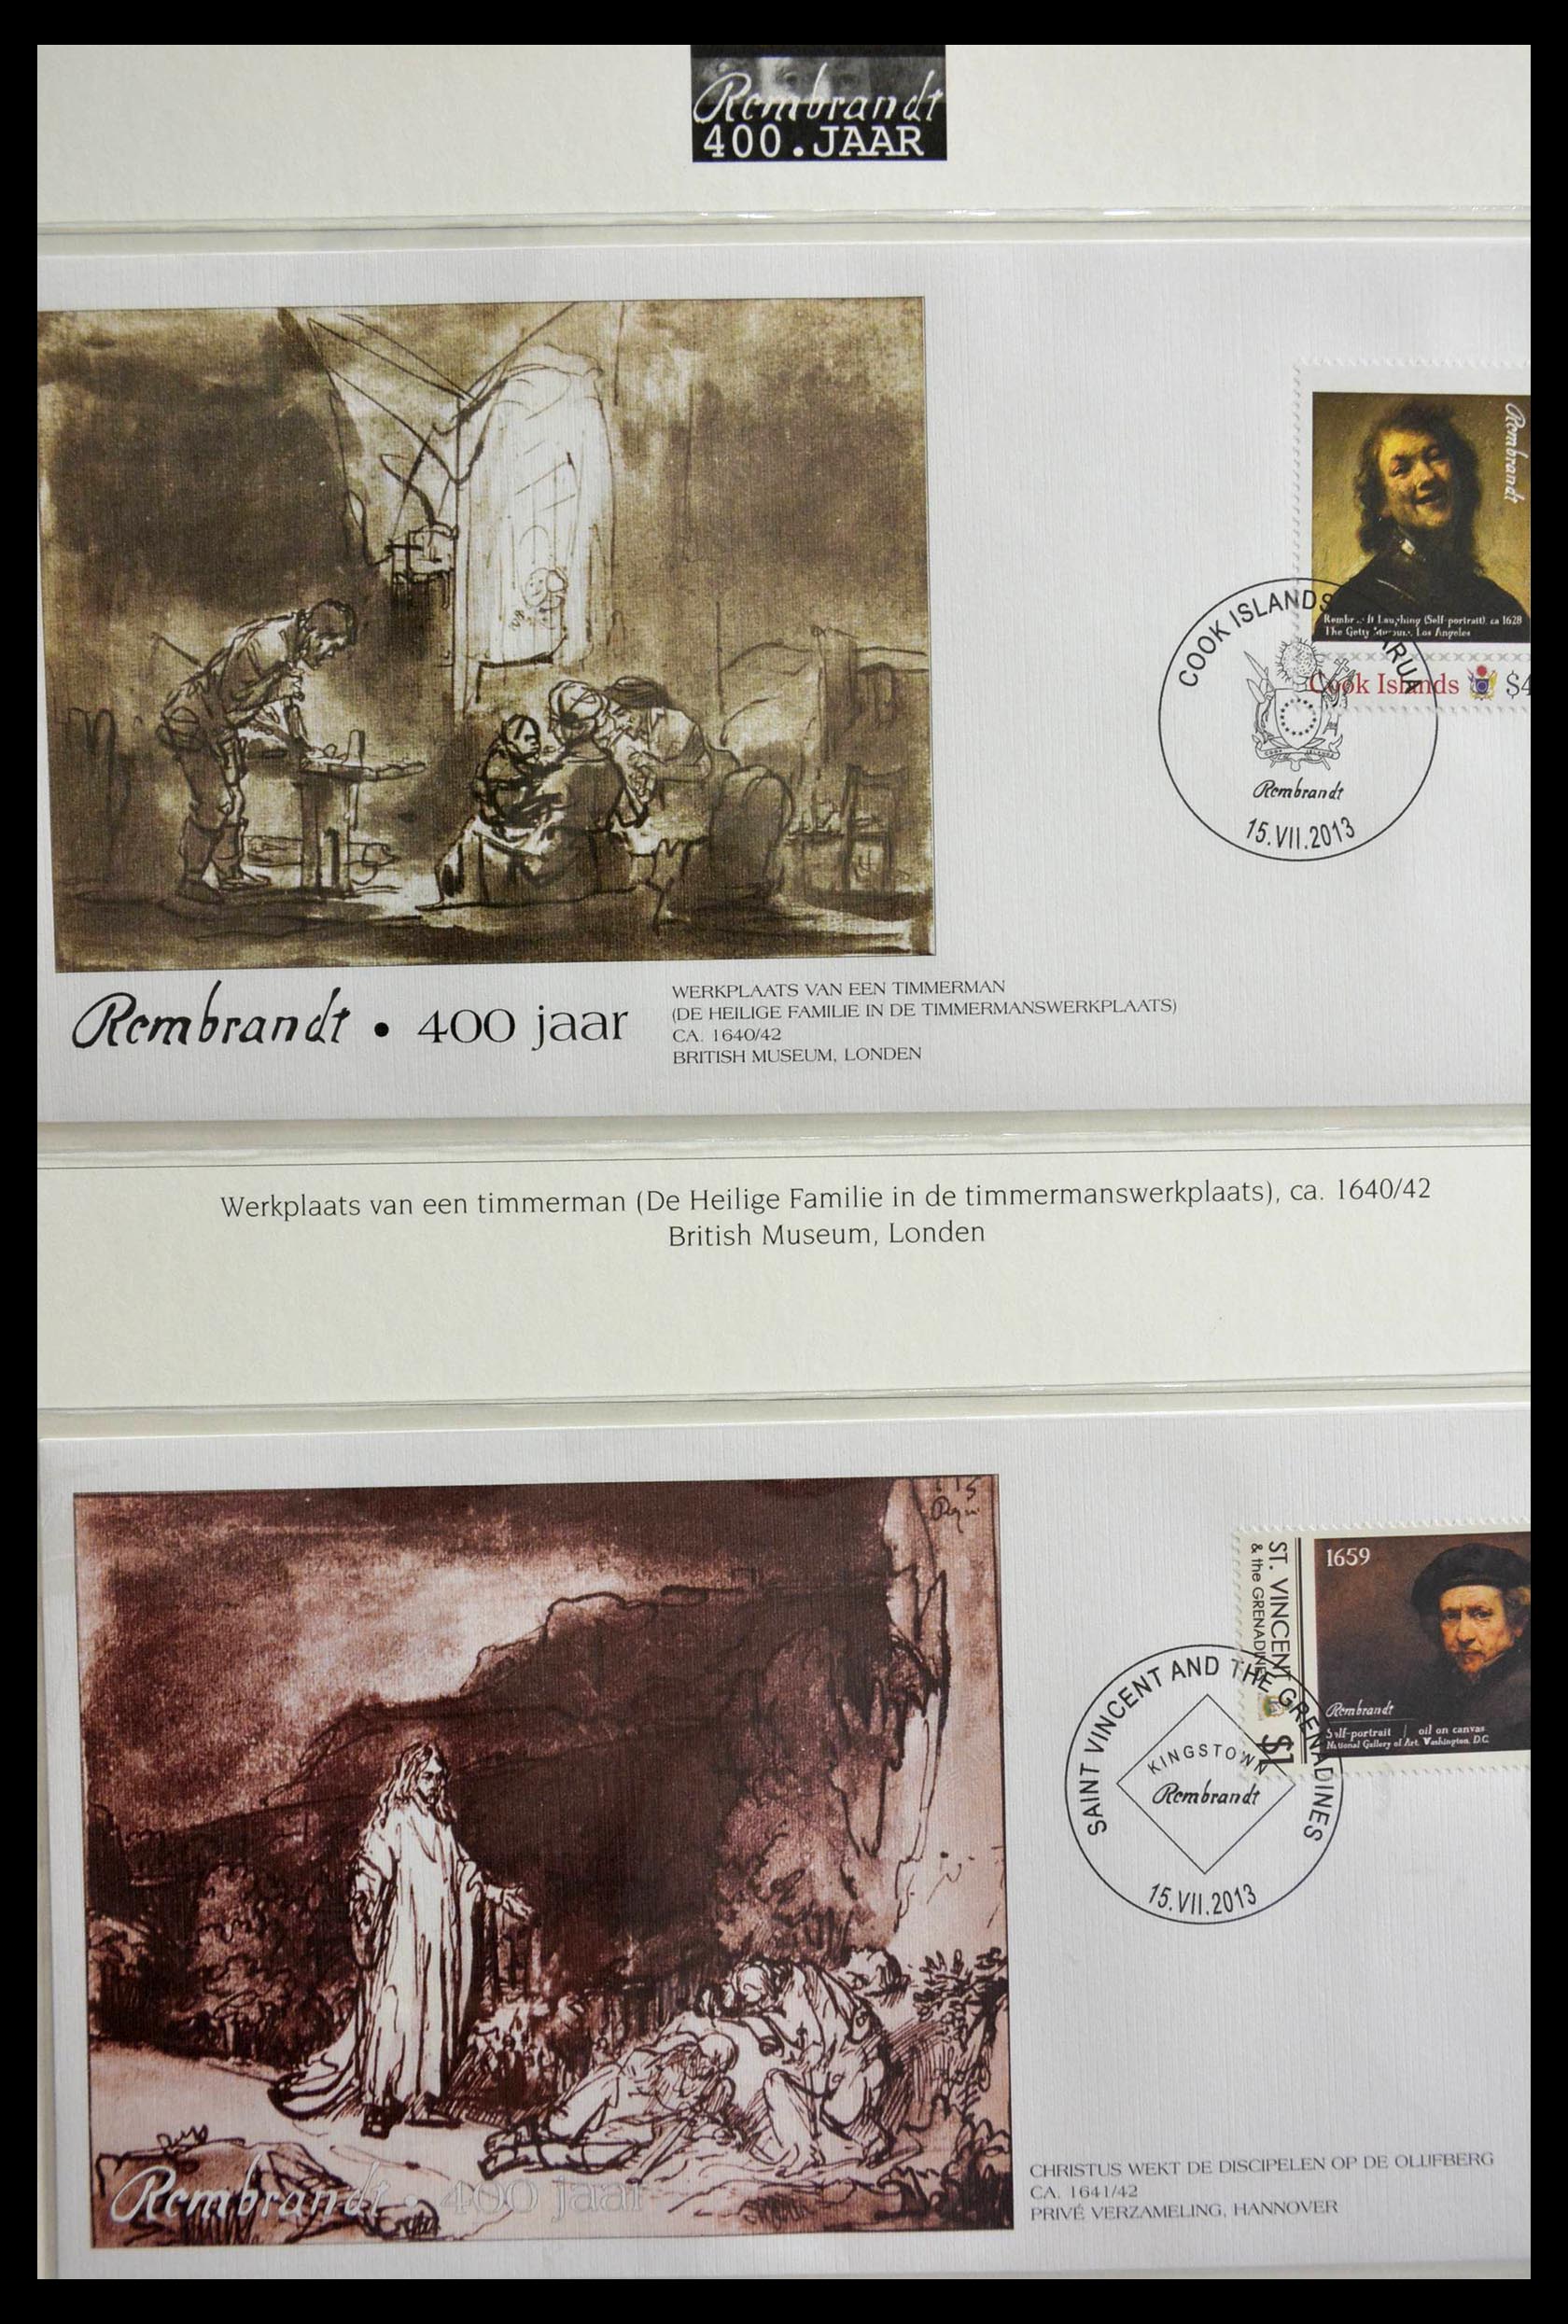 Rembrandt
400.JAAR
Rembrandt
Laughing (Self-portrait), ca 1628
The Getty Museum, Los Angeles
Cook Islands $4
COOK ISLANDS
Rembrandt
15.VII.2013
Rembrandt • 400 jaar
WERKPLAATS VAN EEN TIMMERMAN
(DE HEILIGE FAMILIE IN DE TIMMERMANSWERKPLAATS)
CA. 1640/42
BRITISH MUSEUM, LONDEN
Werkplaats van een timmerman (De Heilige Familie in de timmermanswerkplaats), ca. 1640/42
British Museum, Londen
ST. VINCENT
& the GRENADINES
$1
1659
Rembrandt
Self-portrait | oil on canvas
National Gallery of Art, Washington, D.C.
SAINT VINCENT AND THE GRENADINES
KINGSTOWN
Rembrandt
15.VII.2013
Rembrandt • 400 jaar
CHRISTUS WEKT DE DISCIPELEN OP DE OLIJFBERG
CA. 1641/42
PRIVÉ VERZAMELING, HANNOVER